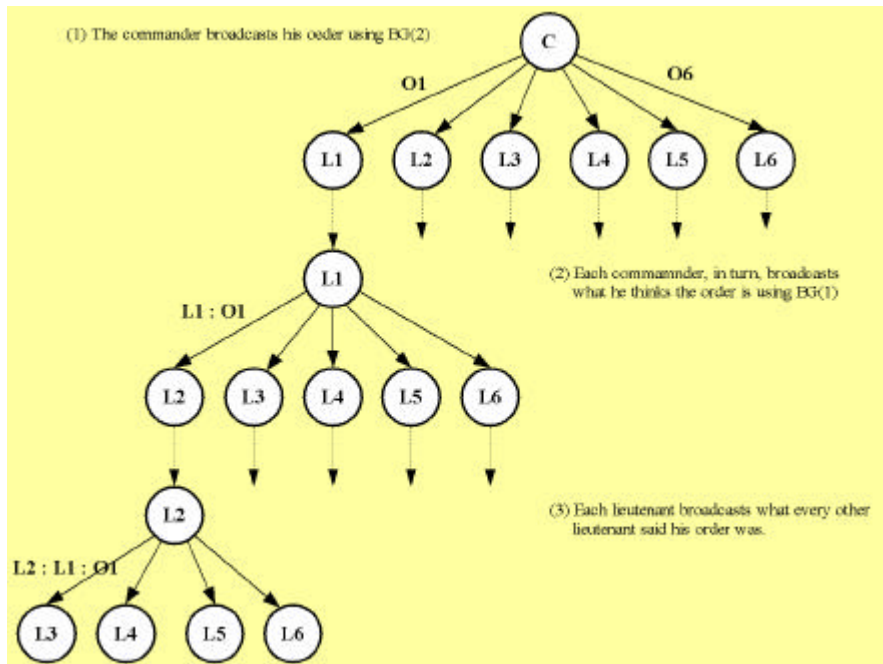 (1) The commander broadcasts his oeder using BG(2)
C
O1
O6
L1 L2 L3 L4 L5 L6
L1
(2) Each commamnder, in turn, broadcasts
what he thinks the order is using BG(1)
L1 : O1
L2 L3 L4 L5 L6
L2
(3) Each lieutenant broadcasts what every other
lieutenant said his order was.
L2 : L1 : O1
L3 L4 L5 L6